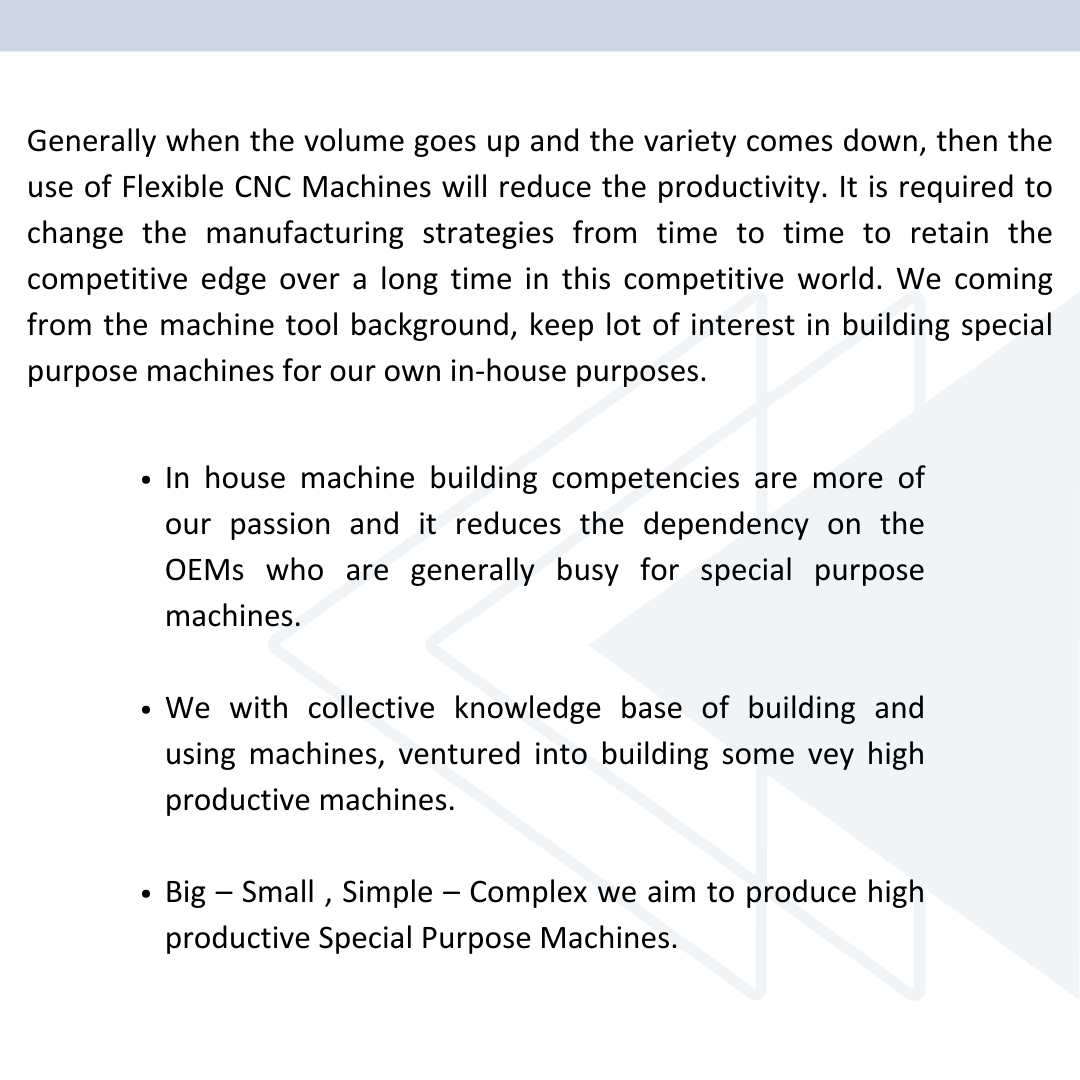 Generally when the volume goes up and the variety comes down, then the
use of Flexible CNC Machines will reduce the productivity. It is required to
change the manufacturing strategies from time to time to retain the
competitive edge over a long time in this competitive world. We coming
from the machine tool background, keep lot of interest in building special
purpose machines for our own in-house purposes.
• In house machine building competencies are more of
our passion and it reduces the dependency on the
OEMs who are generally busy for special purpose
machines.
• We with collective knowledge base of building and
using machines, ventured into building some vey high
productive machines.
• Big – Small , Simple – Complex we aim to produce high
productive Special Purpose Machines.